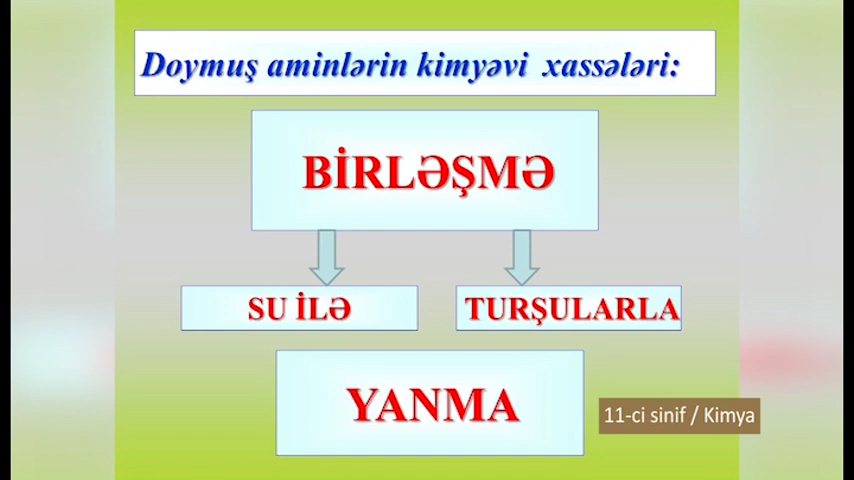 Doymuş aminlərin kimyəvi xassələri:
BİRLƏŞMƏ
SU İLƏ
TURŞULARLA
YANMA
11-ci sinif / Kimya